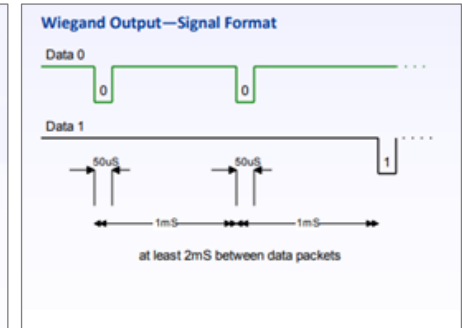 Wiegand Output—Signal Format
Data 0
0
0
Data 1
1
50uS
50uS
1mS
1mS
at least 2mS between data packets